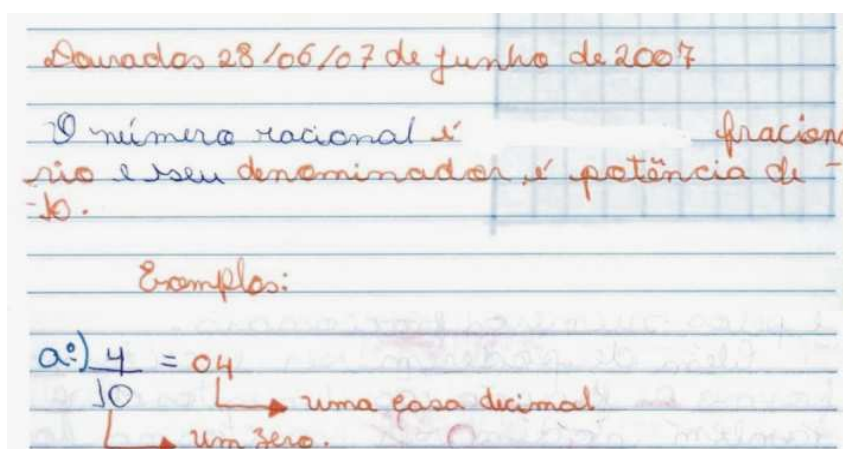 Dourados 28/06/07 de junho de 2007
O número racional é fracioná
rio e seu denominador é potência de -
-10.
Exemplos:
a:) 4 = 04
10 uma casa decimal
um zero.